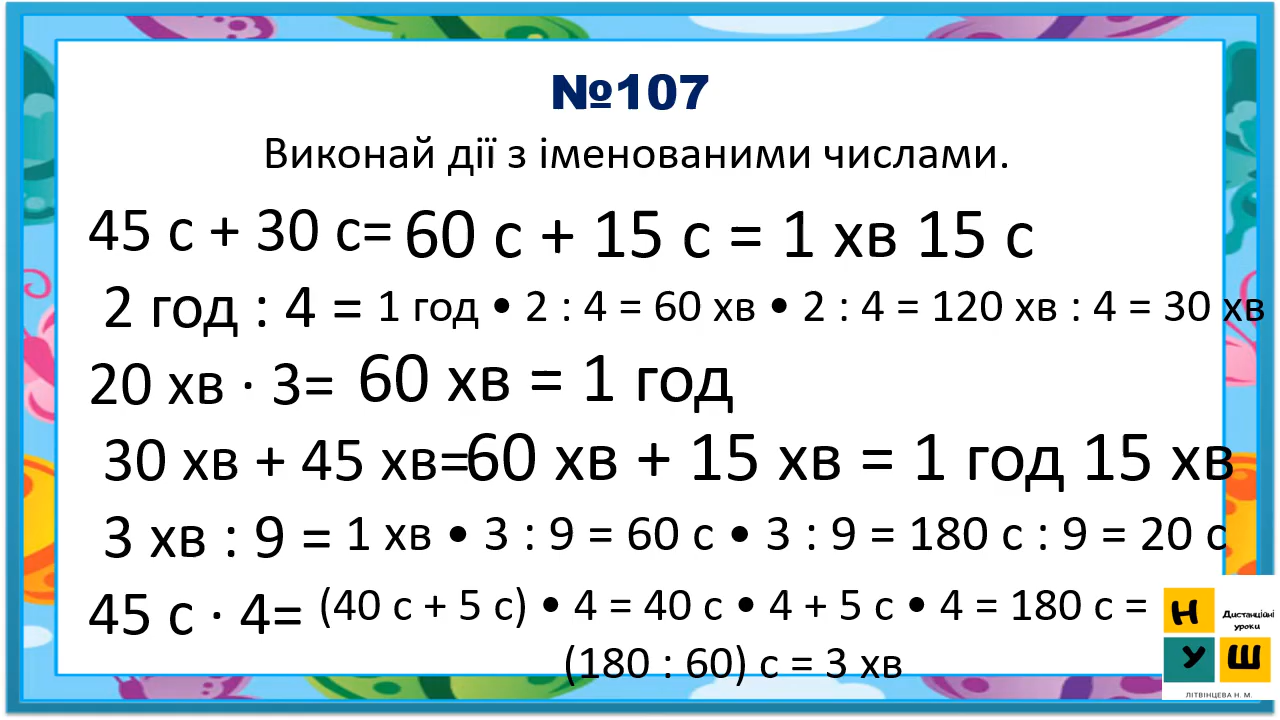 №107
Виконай дії з іменованими числами.
45 с + 30 с= 60 с + 15 с = 1 хв 15 с
2 год : 4 = 1 год • 2 : 4 = 60 хв • 2 : 4 = 120 хв : 4 = 30 хв
20 хв · 3= 60 хв = 1 год
30 хв + 45 хв=60 хв + 15 хв = 1 год 15 хв
3 хв : 9 = 1 хв • 3 : 9 = 60 с • 3 : 9 = 180 с : 9 = 20 с
45 с · 4= (40 с + 5 с) • 4 = 40 с • 4 + 5 с • 4 = 180 с =
(180 : 60) с = 3 хв
Н
Дистанційні
уроки
У Ш
ЛІТВІНЦЕВА Н. М.